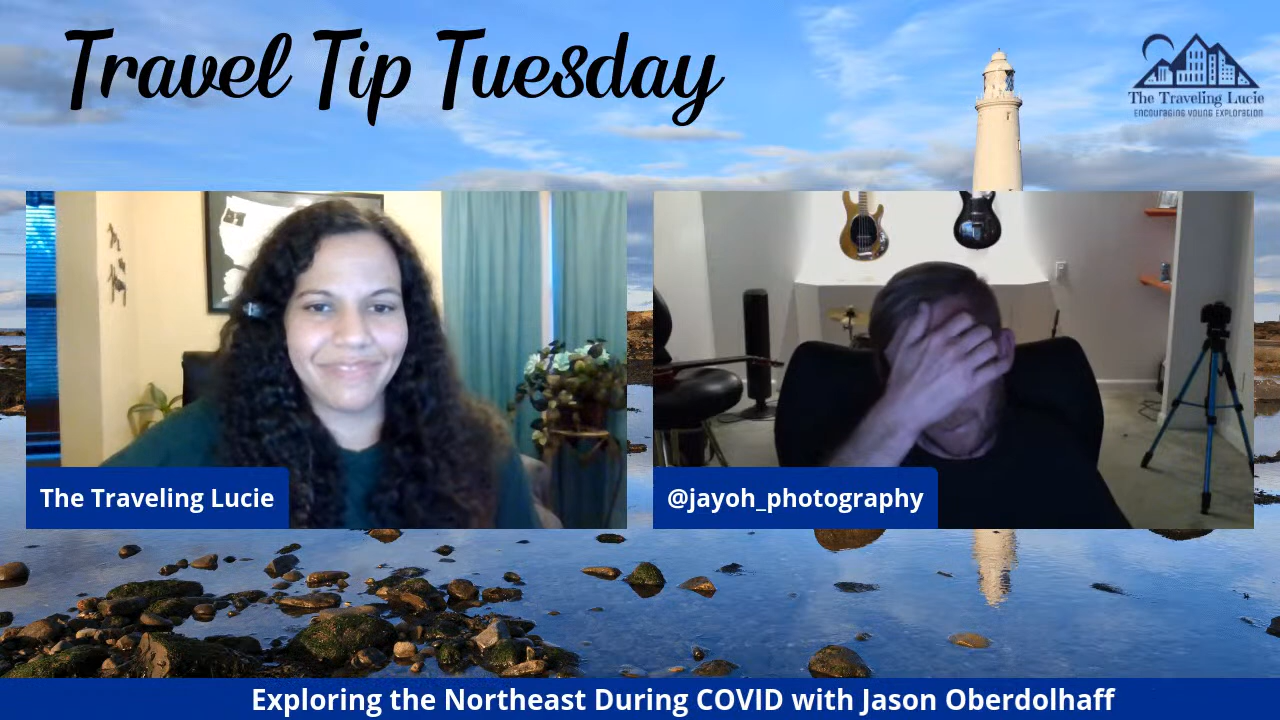 Travel Tip Tuesday
The Traveling Lucie
ENCOURAGING YOUNG EXPLORATION
The Traveling Lucie
@jayoh_photography
Exploring the Northeast During COVID with Jason Oberdolhaff